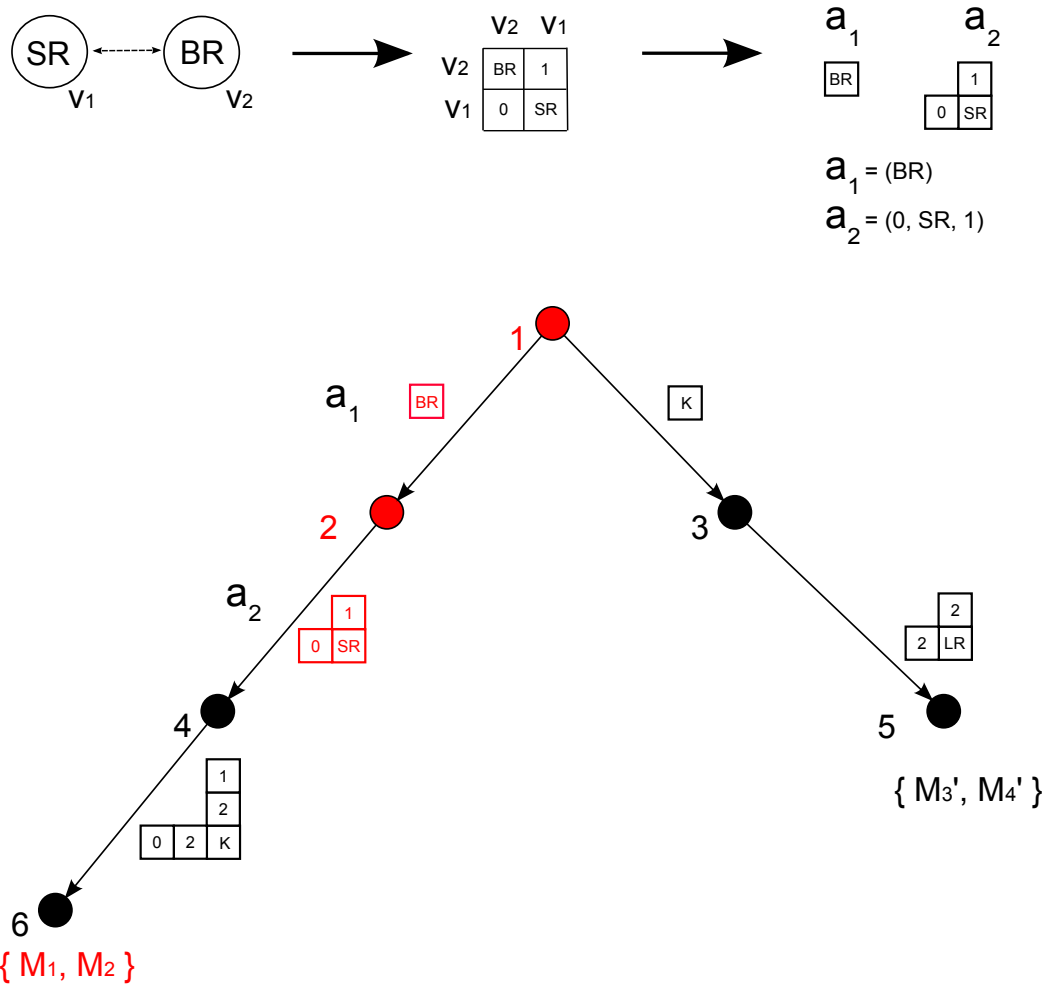 SR BR
v1 v2
v2 v1
v2 BR 1
v1 0 SR
a1 a2
BR
1
0 SR
a1 = (BR)
a2 = (0, SR, 1)
1
a1 BR K
2 3
a2
1
0 SR
2
2 LR
4 5
1
2
0 2 K
{ M3', M4' }
6
{ M1, M2 }